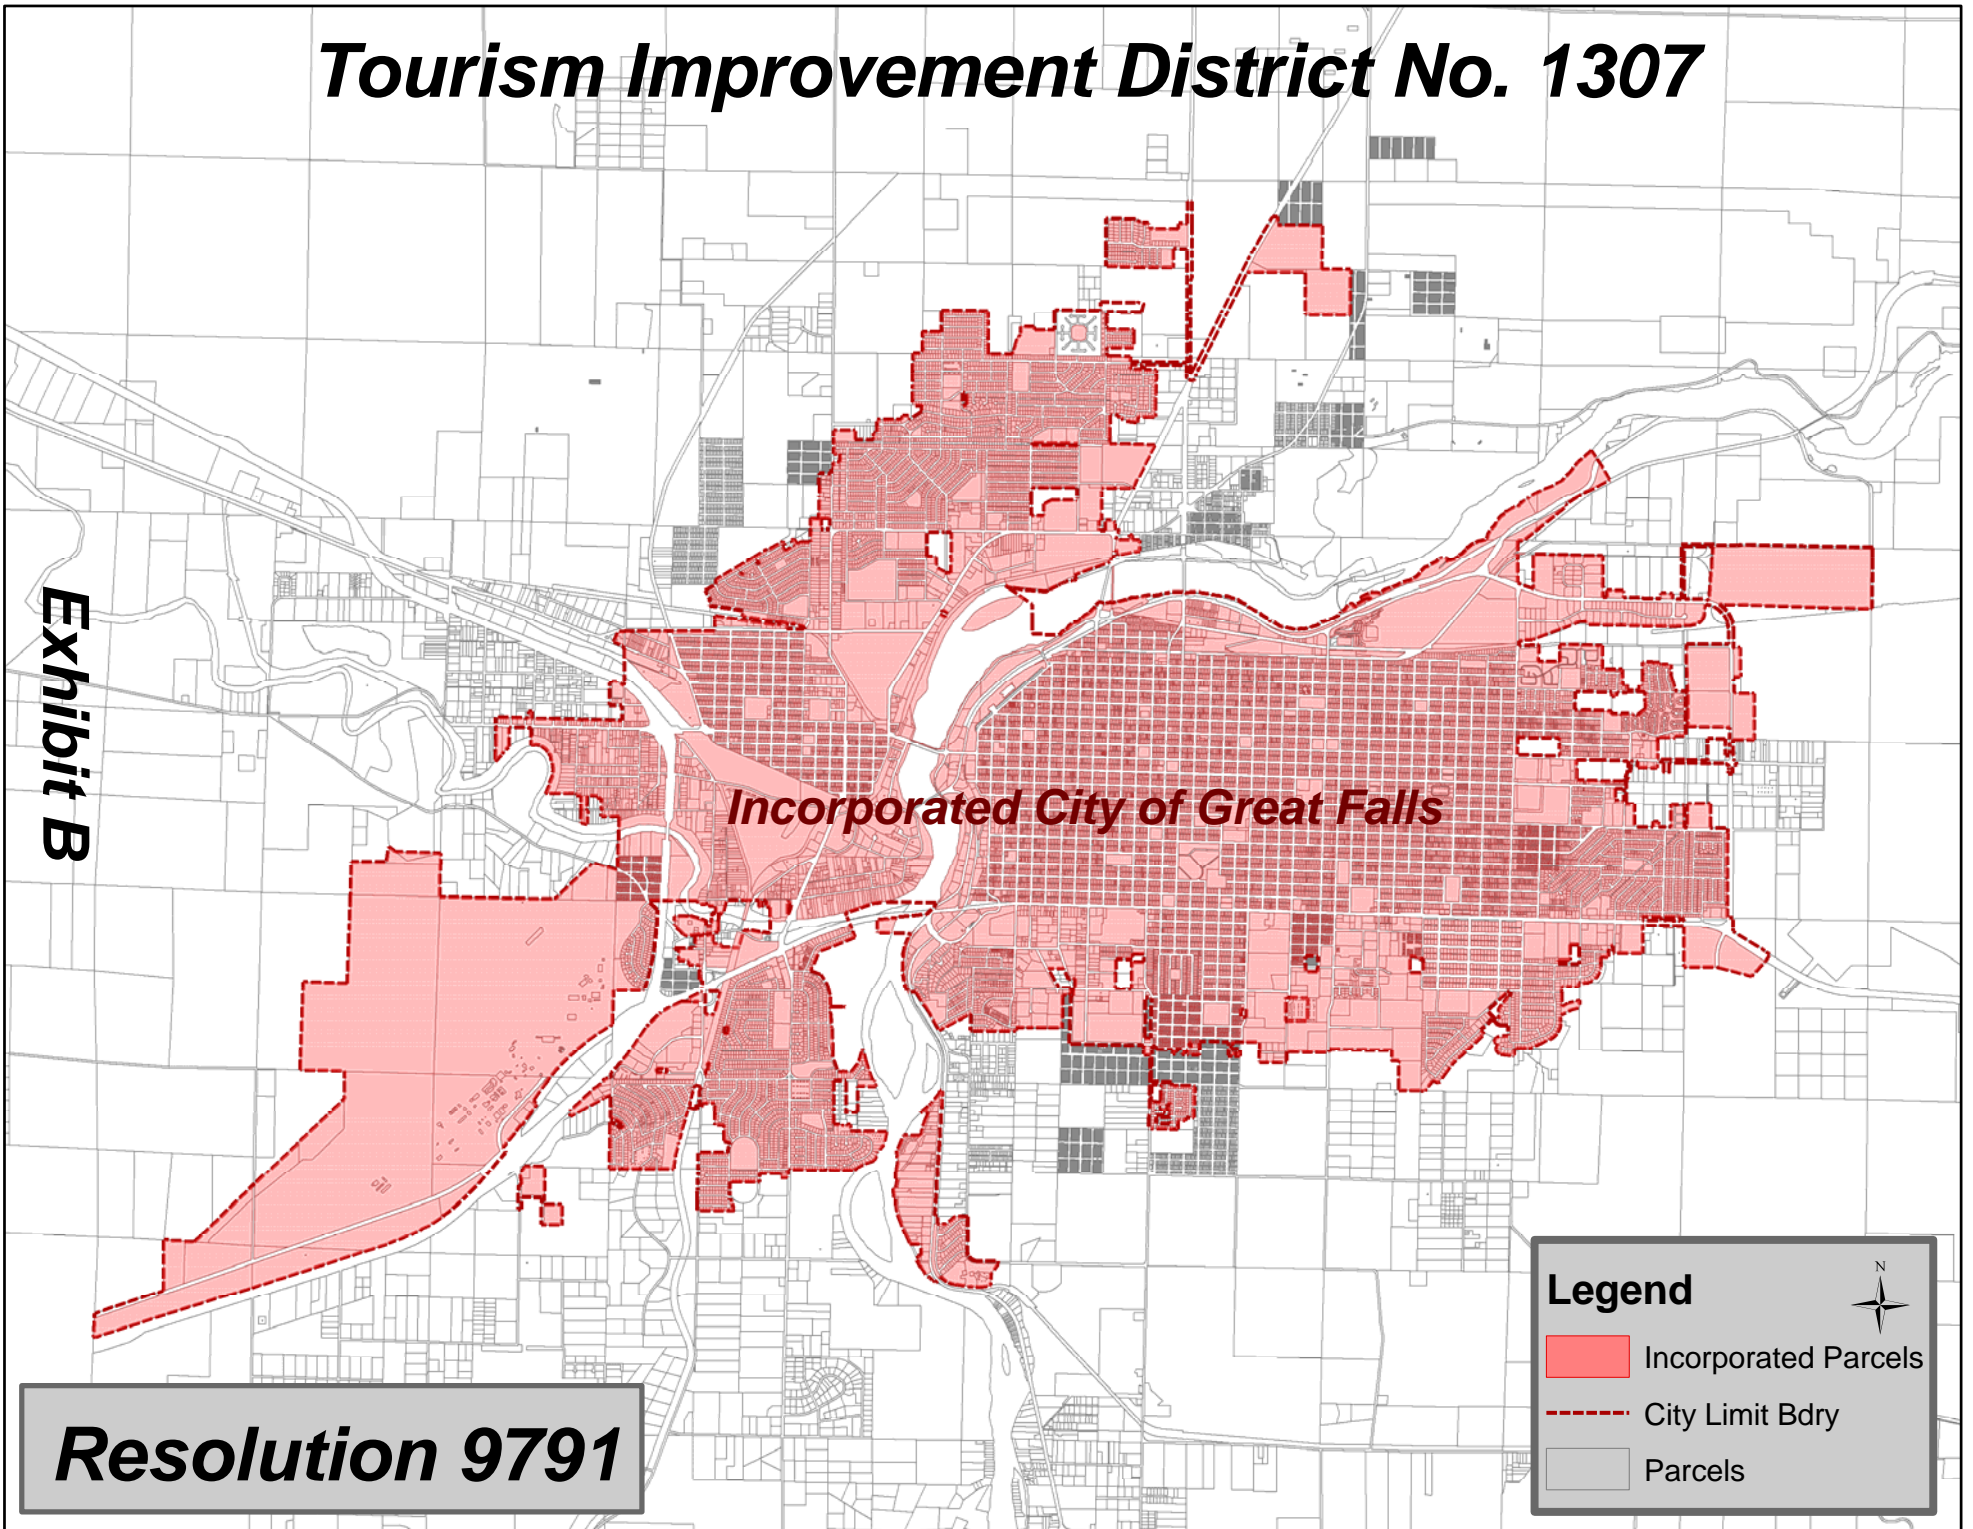 Tourism Improvement District No. 1307
Exhibit B
Incorporated City of Great Falls
Legend
N
Incorporated Parcels
City Limit Bdry
Parcels
Resolution 9791